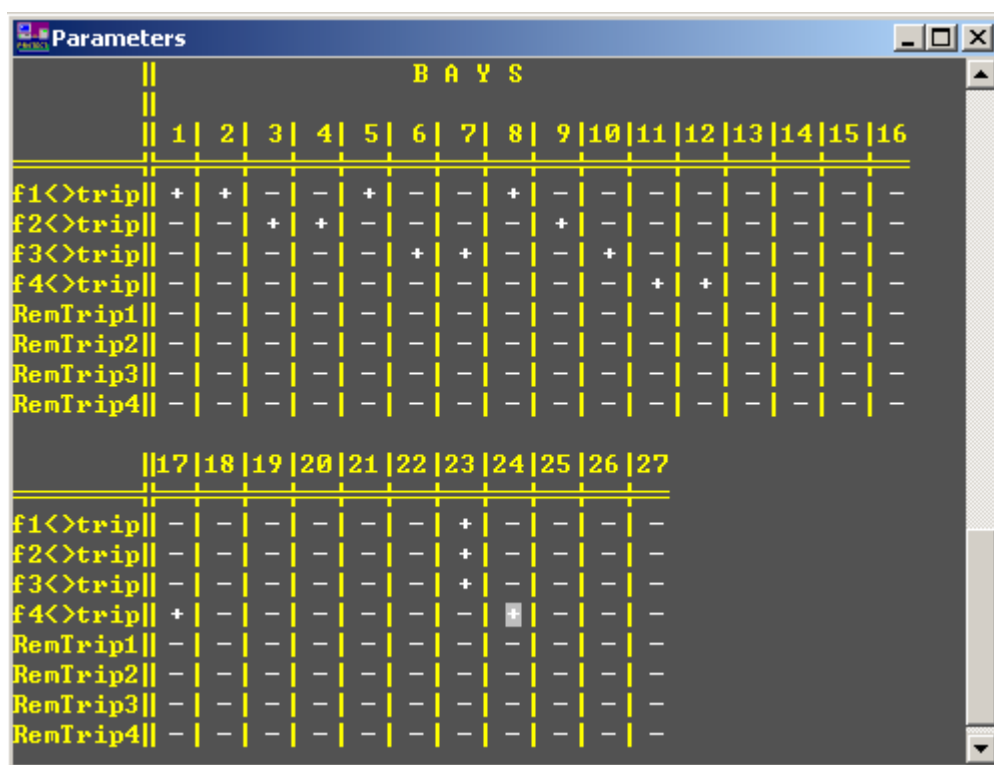 Parameters
|| B A Y S
||
|| 1| 2| 3| 4| 5| 6| 7| 8| 9|10|11|12|13|14|15|16
f1<>trip|| +| +| -| -| +| -| -| +| -| -| -| -| -| -| -| -
f2<>trip|| -| -| +| +| -| -| -| -| +| -| -| -| -| -| -| -
f3<>trip|| -| -| -| -| -| +| +| -| -| +| -| -| -| -| -| -
f4<>trip|| -| -| -| -| -| -| -| -| -| -| +| +| -| -| -| -
RemTrip1|| -| -| -| -| -| -| -| -| -| -| -| -| -| -| -| -
RemTrip2|| -| -| -| -| -| -| -| -| -| -| -| -| -| -| -| -
RemTrip3|| -| -| -| -| -| -| -| -| -| -| -| -| -| -| -| -
RemTrip4|| -| -| -| -| -| -| -| -| -| -| -| -| -| -| -| -
||17|18|19|20|21|22|23|24|25|26|27
f1<>trip|| -| -| -| -| -| -| +| -| -| -| -
f2<>trip|| -| -| -| -| -| -| +| -| -| -| -
f3<>trip|| -| -| -| -| -| -| +| -| -| -| -
f4<>trip|| +| -| -| -| -| -| -| +| -| -| -
RemTrip1|| -| -| -| -| -| -| -| -| -| -| -
RemTrip2|| -| -| -| -| -| -| -| -| -| -| -
RemTrip3|| -| -| -| -| -| -| -| -| -| -| -
RemTrip4|| -| -| -| -| -| -| -| -| -| -| -